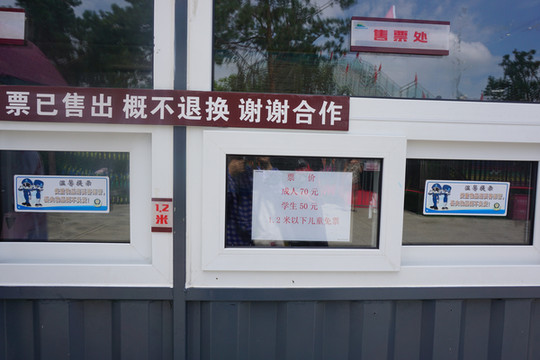 售票处
票已售出 概不退换 谢谢合作
温馨提示
票 价
成人70元
学生50元
1.2米以下儿童免票
1.2
米
温馨提示